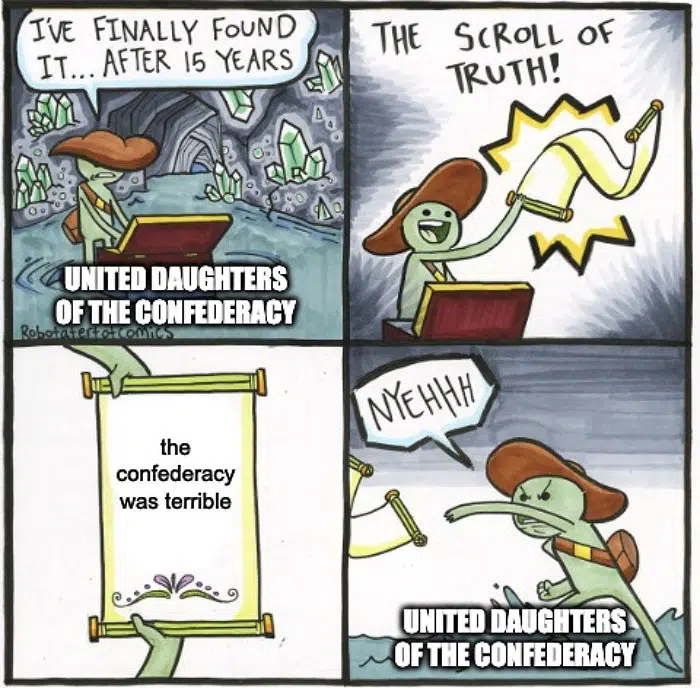 I'VE FINALLY FOUND
IT... AFTER 15 YEARS
UNITED DAUGHTERS
OF THE CONFEDERACY
Robotatertotcomics
THE SCROLL OF
TRUTH!
the
confederacy
was terrible
NYEHHH
UNITED DAUGHTERS
OF THE CONFEDERACY